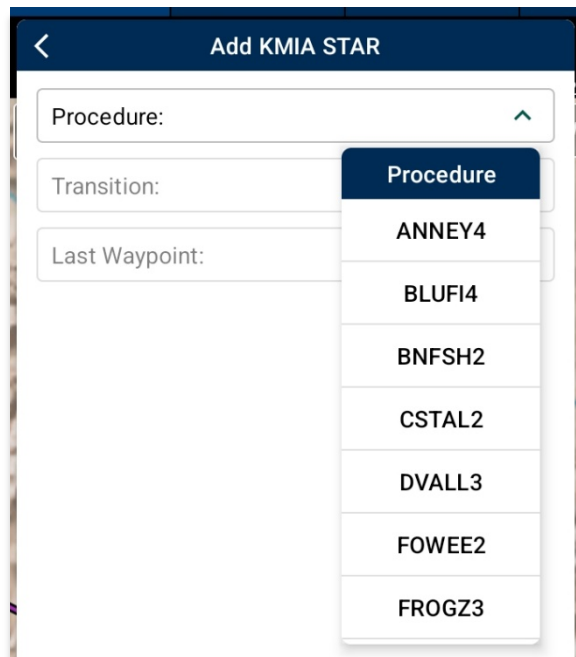 Add KMIA STAR
Procedure:
Transition:
Last Waypoint:
Procedure
ANNEY4
BLUFI4
BNFSH2
CSTAL2
DVALL3
FOWEE2
FROGZ3